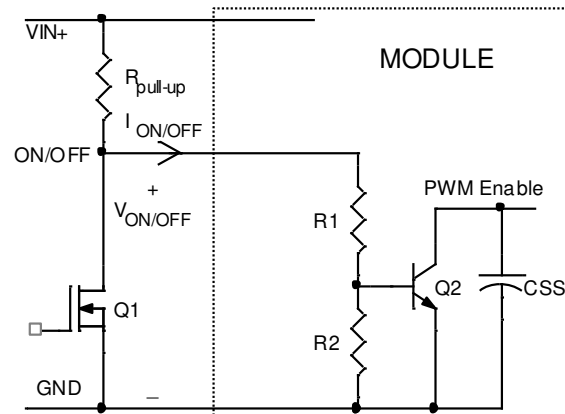 VIN+
MODULE
Rpull-up
ION/OFF
ON/OFF
+
VON/OFF
PWM Enable
R1
Q2
CSS
Q1
R2
GND
_